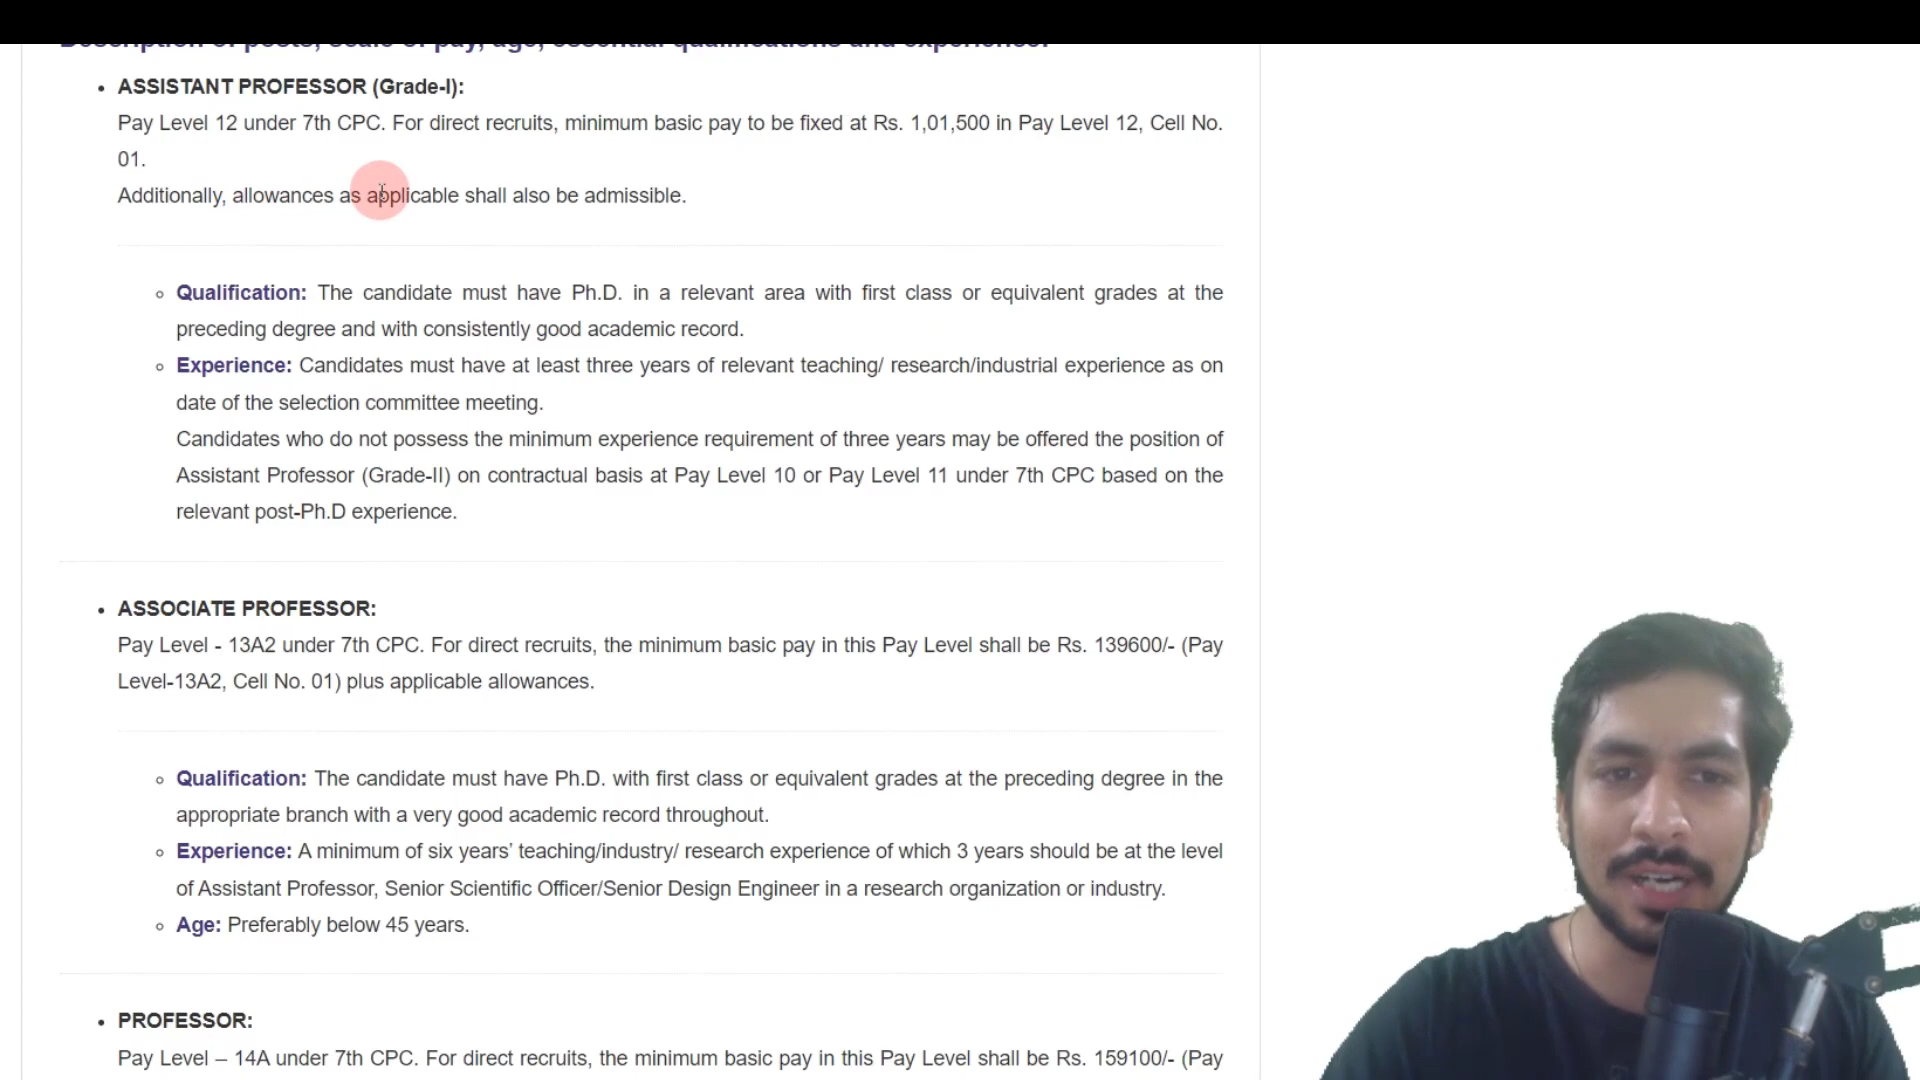 Description of posts, scale of pay, age, essential qualifications and experience:
• ASSISTANT PROFESSOR (Grade-I):
Pay Level 12 under 7th CPC. For direct recruits, minimum basic pay to be fixed at Rs. 1,01,500 in Pay Level 12, Cell No.
01.
Additionally, allowances as applicable shall also be admissible.
◦ Qualification: The candidate must have Ph.D. in a relevant area with first class or equivalent grades at the
preceding degree and with consistently good academic record.
◦ Experience: Candidates must have at least three years of relevant teaching/ research/industrial experience as on
date of the selection committee meeting.
Candidates who do not possess the minimum experience requirement of three years may be offered the position of
Assistant Professor (Grade-II) on contractual basis at Pay Level 10 or Pay Level 11 under 7th CPC based on the
relevant post-Ph.D experience.
• ASSOCIATE PROFESSOR:
Pay Level - 13A2 under 7th CPC. For direct recruits, the minimum basic pay in this Pay Level shall be Rs. 139600/- (Pay
Level-13A2, Cell No. 01) plus applicable allowances.
◦ Qualification: The candidate must have Ph.D. with first class or equivalent grades at the preceding degree in the
appropriate branch with a very good academic record throughout.
◦ Experience: A minimum of six years’ teaching/industry/ research experience of which 3 years should be at the level
of Assistant Professor, Senior Scientific Officer/Senior Design Engineer in a research organization or industry.
◦ Age: Preferably below 45 years.
• PROFESSOR:
Pay Level – 14A under 7th CPC. For direct recruits, the minimum basic pay in this Pay Level shall be Rs. 159100/- (Pay